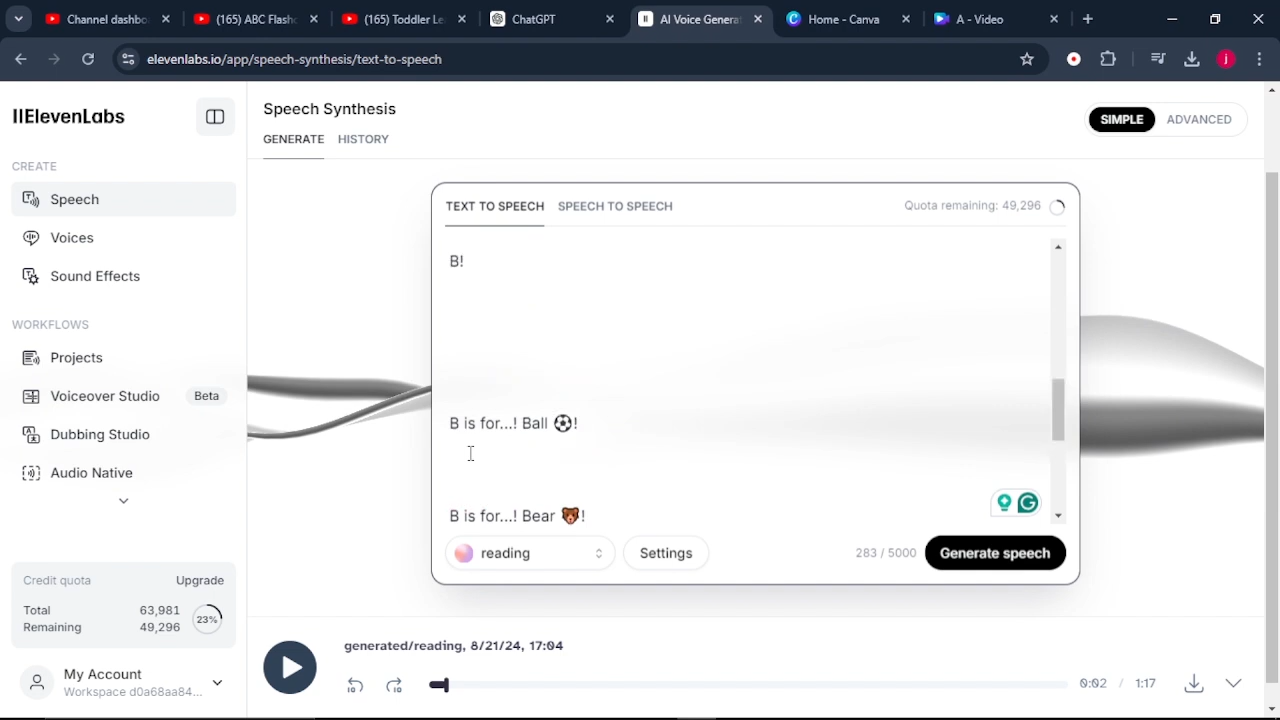 Channel dashbo
(165) ABC Flash
(165) Toddler Le
ChatGPT
AI Voice Genera
Home - Canva
A - Video
elevenlabs.io/app/speech-synthesis/text-to-speech
j
IIElevenLabs
Speech Synthesis
SIMPLE
ADVANCED
GENERATE
HISTORY
CREATE
Speech
Voices
Sound Effects
WORKFLOWS
Projects
Voiceover Studio
Beta
Dubbing Studio
Audio Native
TEXT TO SPEECH
SPEECH TO SPEECH
Quota remaining: 49,296
B!
B is for...! Ball ⚽!
B is for...! Bear 🐻!
reading
Settings
283 / 5000
Generate speech
Credit quota
Upgrade
Total
63,981
Remaining
49,296
23%
My Account
Workspace d0a68aa84...
generated/reading, 8/21/24, 17:04
0:02 / 1:17